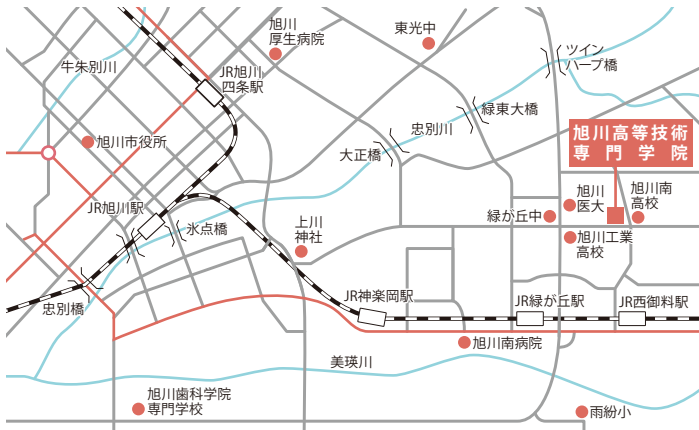 旭川
厚生病院
東光中
ツイン
ハープ橋
牛朱別川
JR旭川
四条駅
緑東大橋
忠別川
旭川高等技術
専門学院
旭川市役所
大正橋
旭川
医大
旭川南
高校
JR旭川駅
氷点橋
上川
神社
緑が丘中
旭川工業
高校
忠別橋
JR神楽岡駅
JR緑が丘駅
JR西御料駅
旭川南病院
美瑛川
旭川歯科学院
専門学校
雨紛小